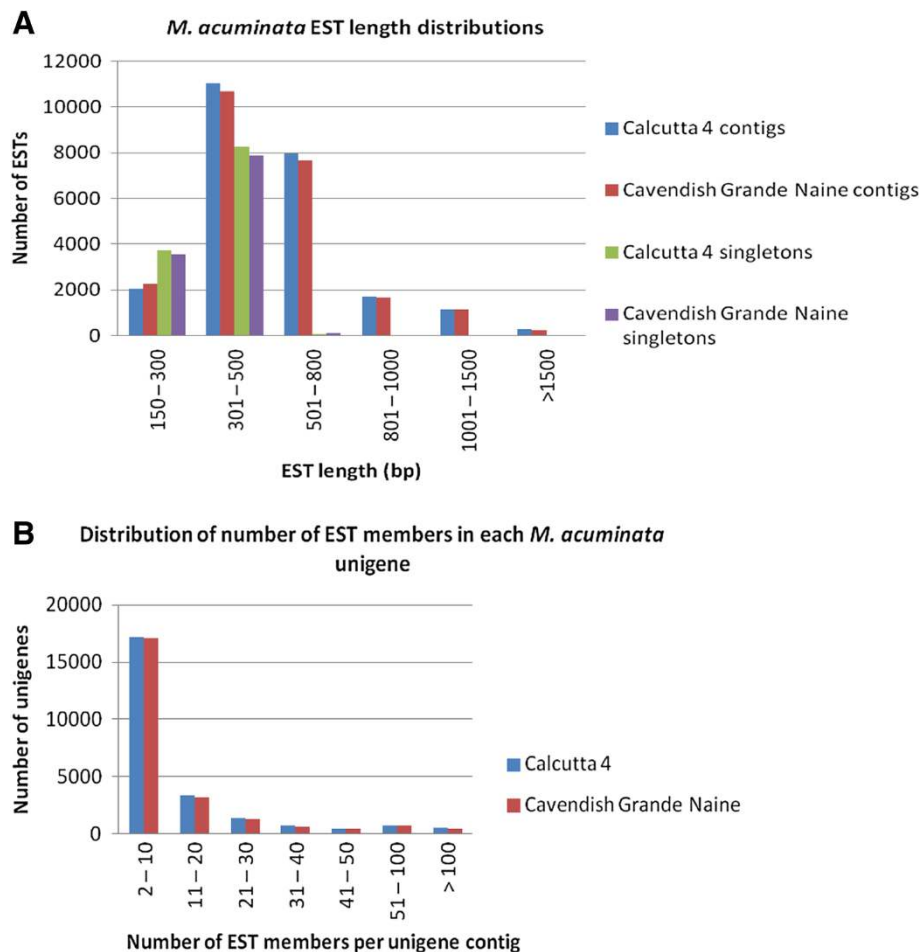 A
M. acuminata EST length distributions
12000
10000
8000
6000
4000
2000
0
Number of ESTs
150–300
301–500
501–800
801–1000
1001–1500
>1500
EST length (bp)
Calcutta 4 contigs
Cavendish Grande Naine contigs
Calcutta 4 singletons
Cavendish Grande Naine
singletons
B
Distribution of number of EST members in each M. acuminata
unigene
20000
15000
10000
5000
0
Number of unigenes
2–10
11–20
21–30
31–40
41–50
51–100
>100
Number of EST members per unigene contig
Calcutta 4
Cavendish Grande Naine